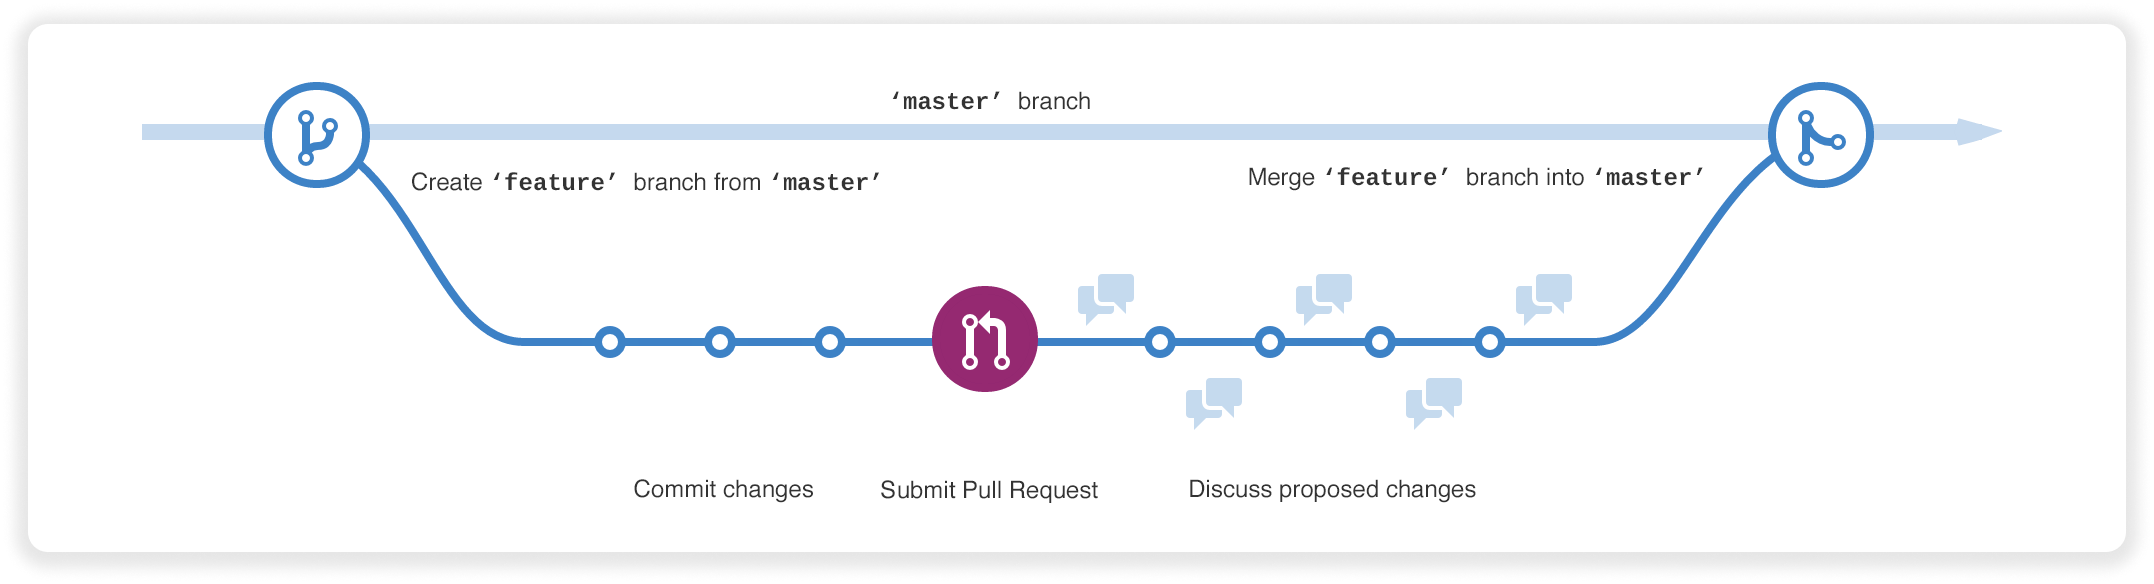 ‘master’ branch
Create ‘feature’ branch from ‘master’
Merge ‘feature’ branch into ‘master’
Commit changes
Submit Pull Request
Discuss proposed changes